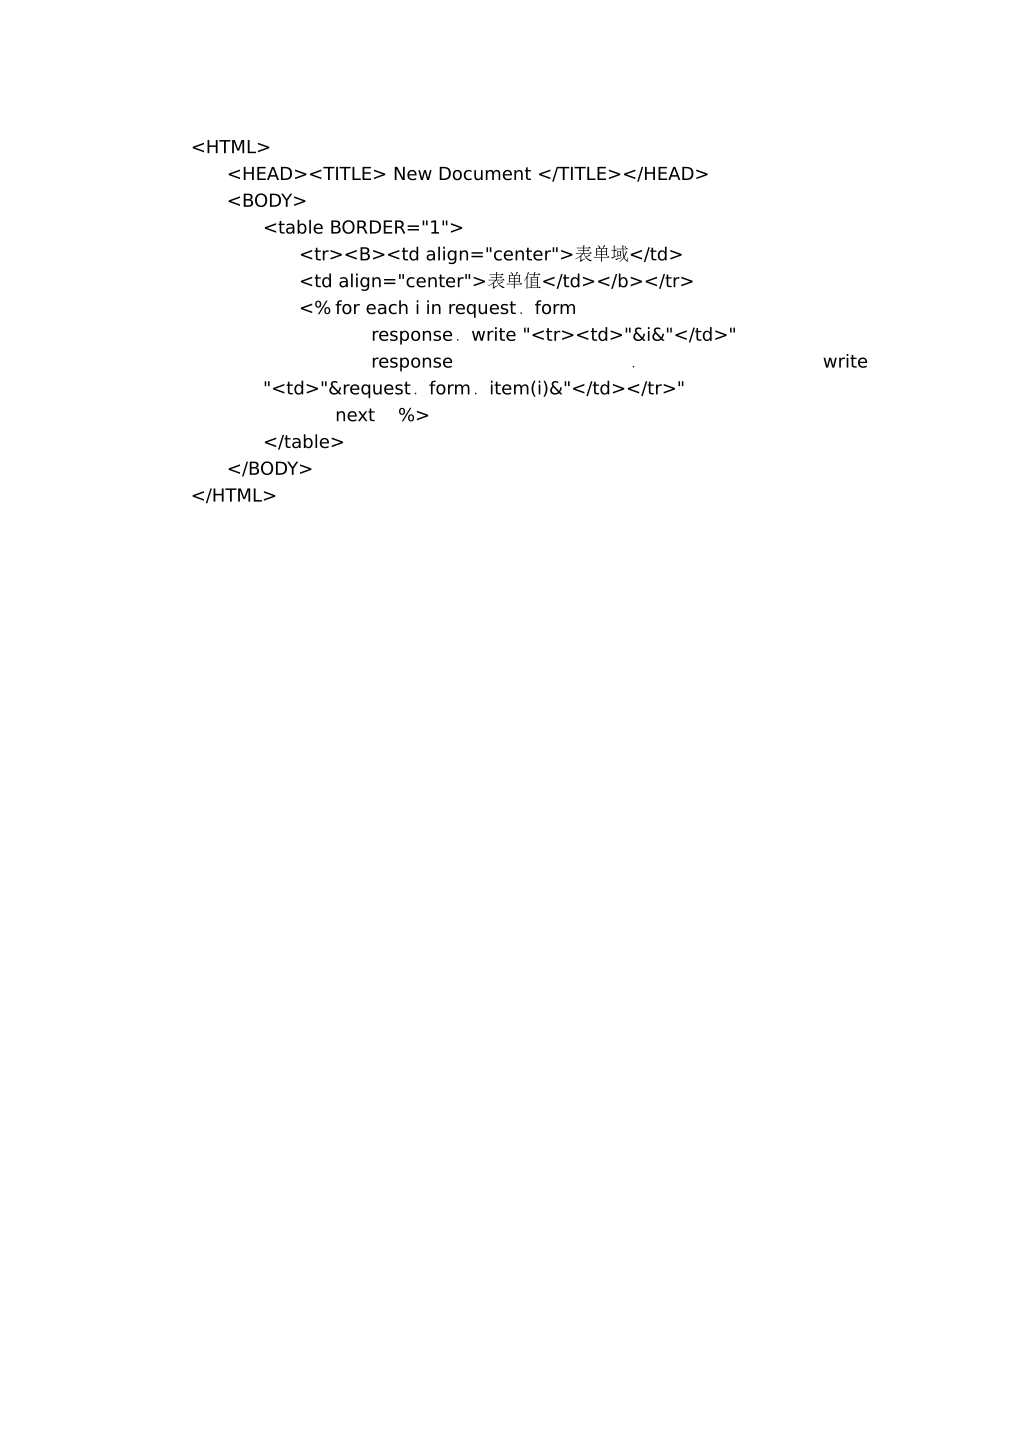 <HTML>
<HEAD><TITLE> New Document </TITLE></HEAD>
<BODY>
<table BORDER="1">
<tr><B><td align="center">表单域</td>
<td align="center">表单值</td></b></tr>
<% for each i in request．form
response．write "<tr><td>"&i&"</td>"
response．write
"<td>"&request．form．item(i)&"</td></tr>"
next %>
</table>
</BODY>
</HTML>